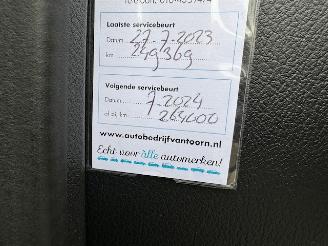 Laatste servicebeurt
Datum 27-7-2023
km 249369
Volgende servicebeurt
Datum 7-2024
of bij km 264000
www.autobedrijfvantoorn.nl
Echt voor álle automerken!